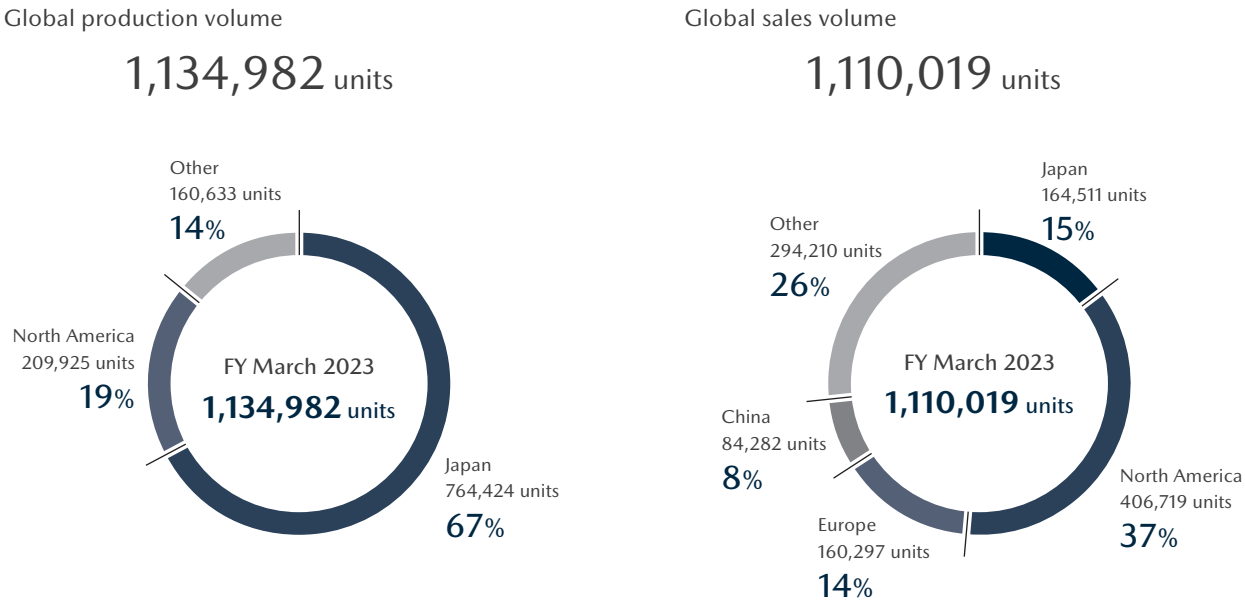 Global production volume
1,134,982 units
Other
160,633 units
14%
North America
209,925 units
19%
FY March 2023
1,134,982 units
Japan
764,424 units
67%
Global sales volume
1,110,019 units
Japan
164,511 units
15%
Other
294,210 units
26%
FY March 2023
1,110,019 units
China
84,282 units
8%
North America
406,719 units
37%
Europe
160,297 units
14%